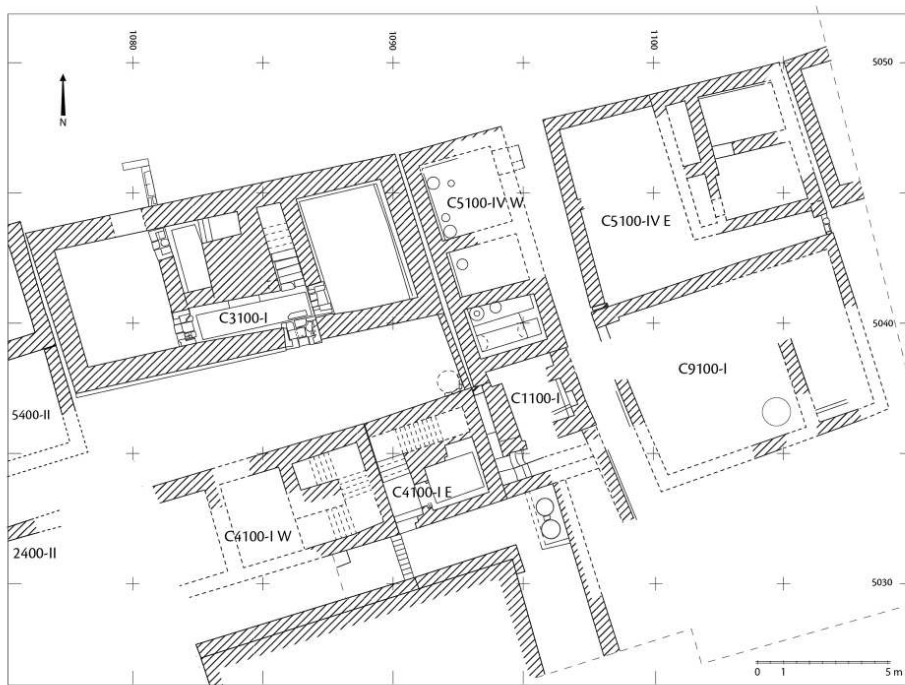 1080
1090
1100
5050
N
C5100-IV W
C5100-IV E
C3100-I
5040
C9100-I
C1100-I
5400-II
C4100-I E
C4100-I W
2400-II
5030
0 1 5 m